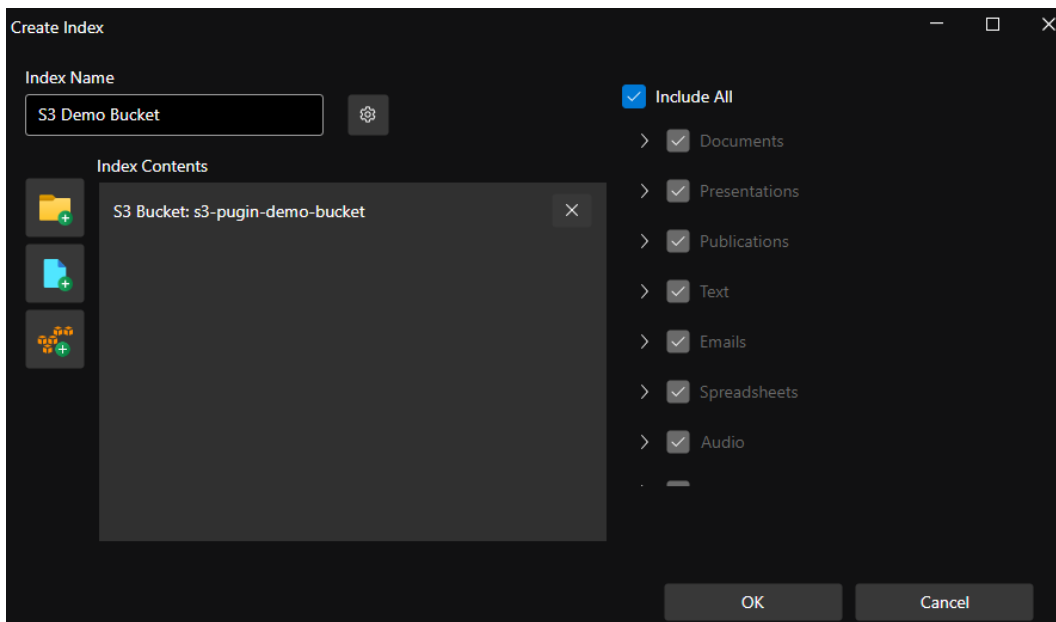 Create Index
Index Name
S3 Demo Bucket
Index Contents
S3 Bucket: s3-pugin-demo-bucket
Include All
Documents
Presentations
Publications
Text
Emails
Spreadsheets
Audio
OK
Cancel